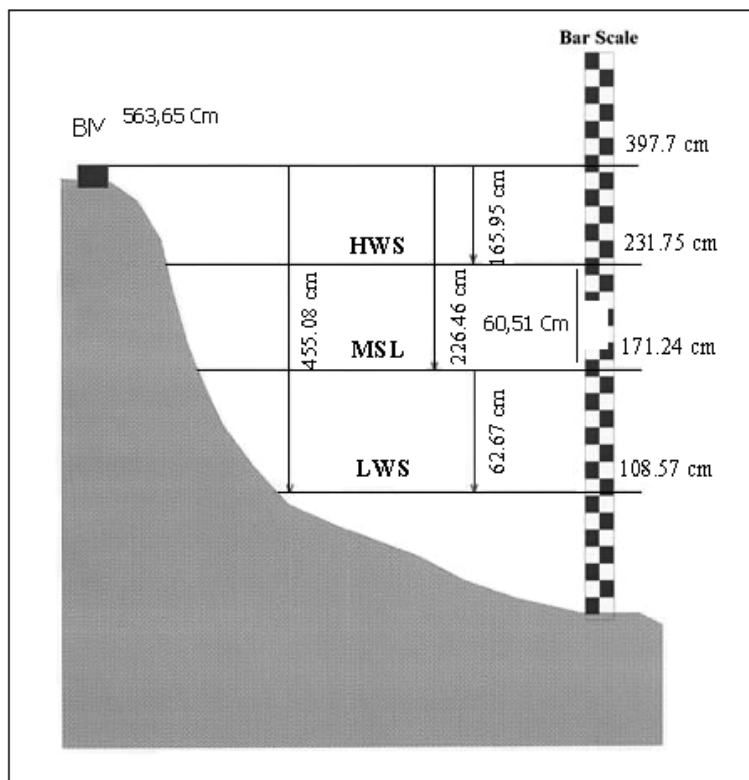 Bar Scale
BM 563,65 Cm
397.7 cm
165.95 cm
HWS
231.75 cm
455.08 cm
226.46 cm
60,51 Cm
MSL
171.24 cm
62.67 cm
LWS
108.57 cm